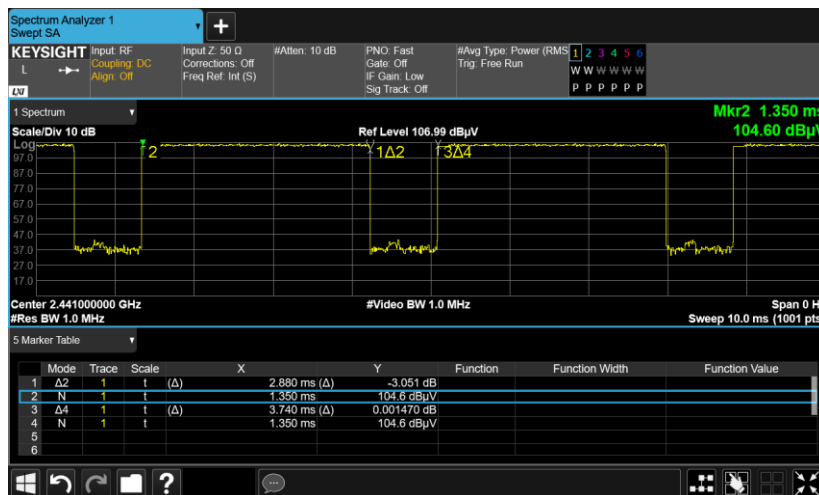 Spectrum Analyzer 1
Swept SA
+
KEYSIGHT Input: RF Input Z: 50 Ω #Atten: 10 dB PNO: Fast #Avg Type: Power (RMS 1 2 3 4 5 6
L Coupling: DC Corrections: Off Gate: Off Trig: Free Run W W W W W W
Align: Off Freq Ref: Int (S) IF Gain: Low
LXI Sig Track: Off P P P P P P
1 Spectrum Mkr2 1.350 ms
Scale/Div 10 dB Ref Level 106.99 dBµV 104.60 dBµV
Log
97.0 2 1Δ2 3Δ4
87.0
77.0
67.0
57.0
47.0
37.0
27.0
17.0
Center 2.441000000 GHz #Video BW 1.0 MHz Span 0 H
#Res BW 1.0 MHz Sweep 10.0 ms (1001 pts
5 Marker Table
Mode Trace Scale X Y Function Function Width Function Value
1 Δ2 1 t (Δ) 2.880 ms (Δ) -3.051 dB
2 N 1 t 1.350 ms 104.6 dBµV
3 Δ4 1 t (Δ) 3.740 ms (Δ) 0.001470 dB
4 N 1 t 1.350 ms 104.6 dBµV
5
6
?